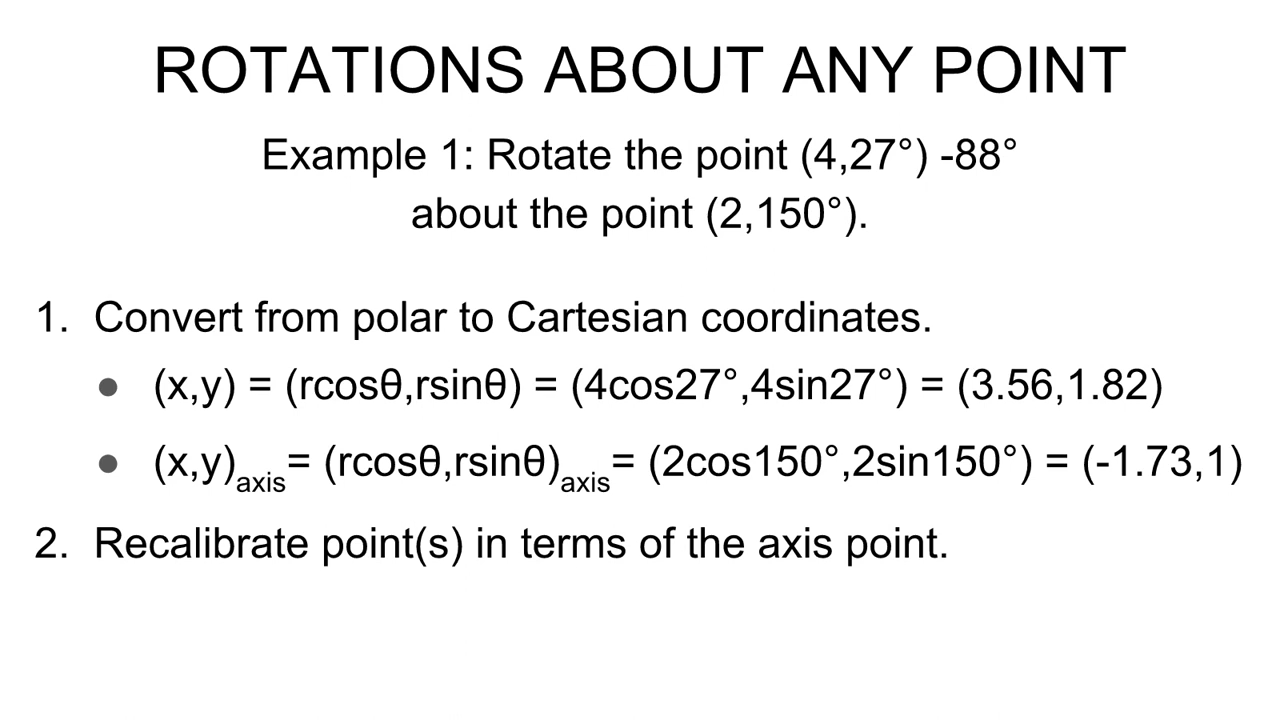 ROTATIONS ABOUT ANY POINT
Example 1: Rotate the point (4,27°) -88°
about the point (2,150°).
1. Convert from polar to Cartesian coordinates.
● (x,y) = (rcosθ,rsinθ) = (4cos27°,4sin27°) = (3.56,1.82)
● (x,y)axis= (rcosθ,rsinθ)axis= (2cos150°,2sin150°) = (-1.73,1)
2. Recalibrate point(s) in terms of the axis point.